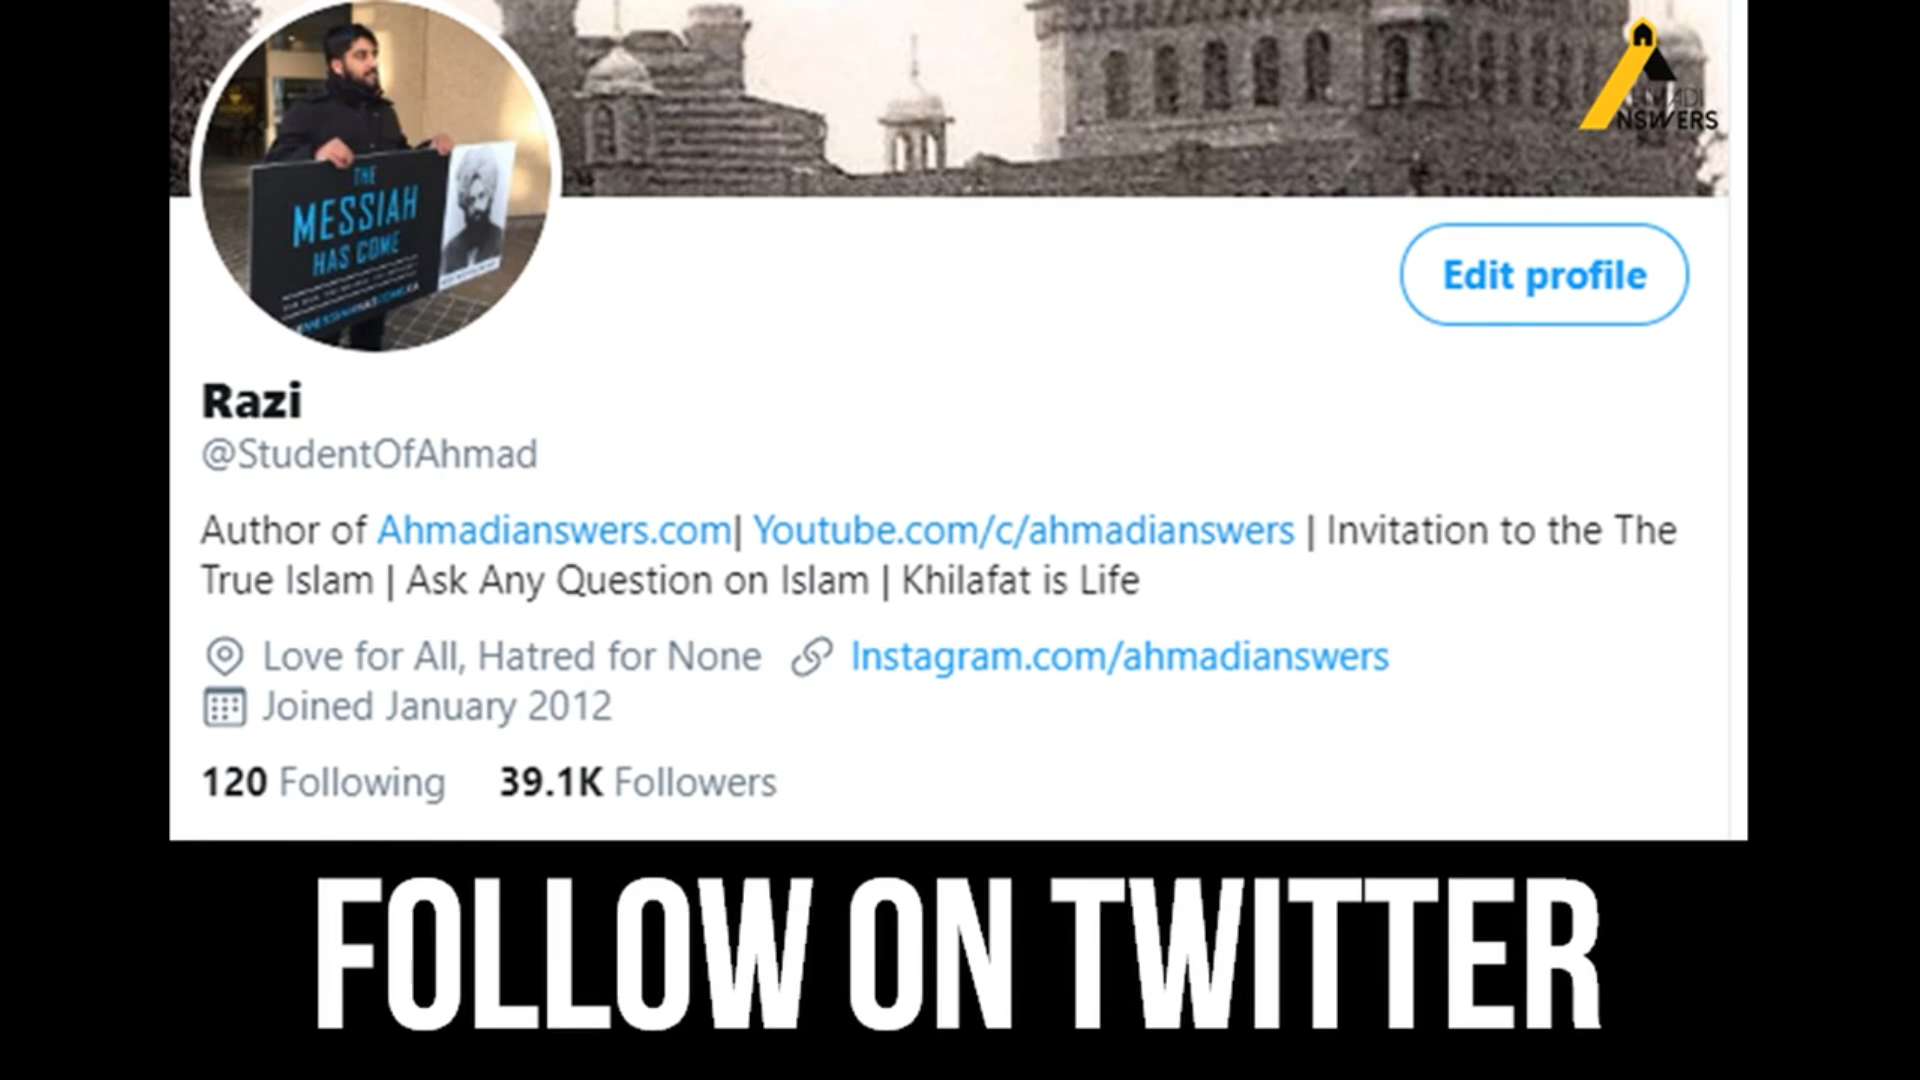 THE
MESSIAH
HAS COME
NSWERS
Edit profile
Razi
@StudentOfAhmad
Author of Ahmadianswers.com| Youtube.com/c/ahmadianswers | Invitation to the The
True Islam | Ask Any Question on Islam | Khilafat is Life
Love for All, Hatred for None Instagram.com/ahmadianswers
Joined January 2012
120 Following 39.1K Followers
FOLLOW ON TWITTER